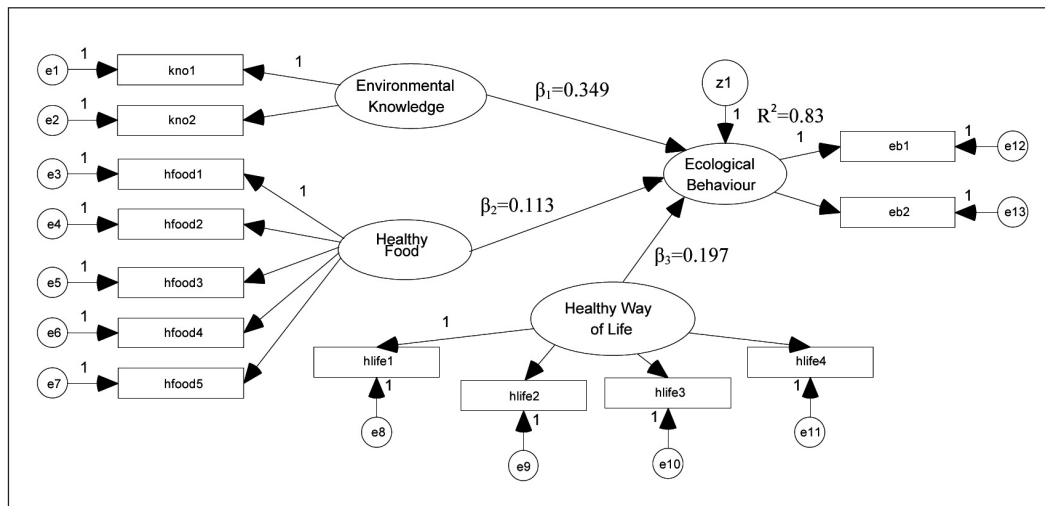 e1
1
kno1
1
e2
1
kno2
e3
1
hfood1
1
e4
1
hfood2
e5
1
hfood3
e6
1
hfood4
e7
1
hfood5
Environmental
Knowledge
Healthy
Food
β₁=0.349
β₂=0.113
β₃=0.197
z1
1
R²=0.83
Ecological
Behaviour
1
eb1
1
e12
eb2
1
e13
Healthy Way
of Life
1
hlife1
1
e8
hlife2
1
e9
hlife3
1
e10
hlife4
1
e11